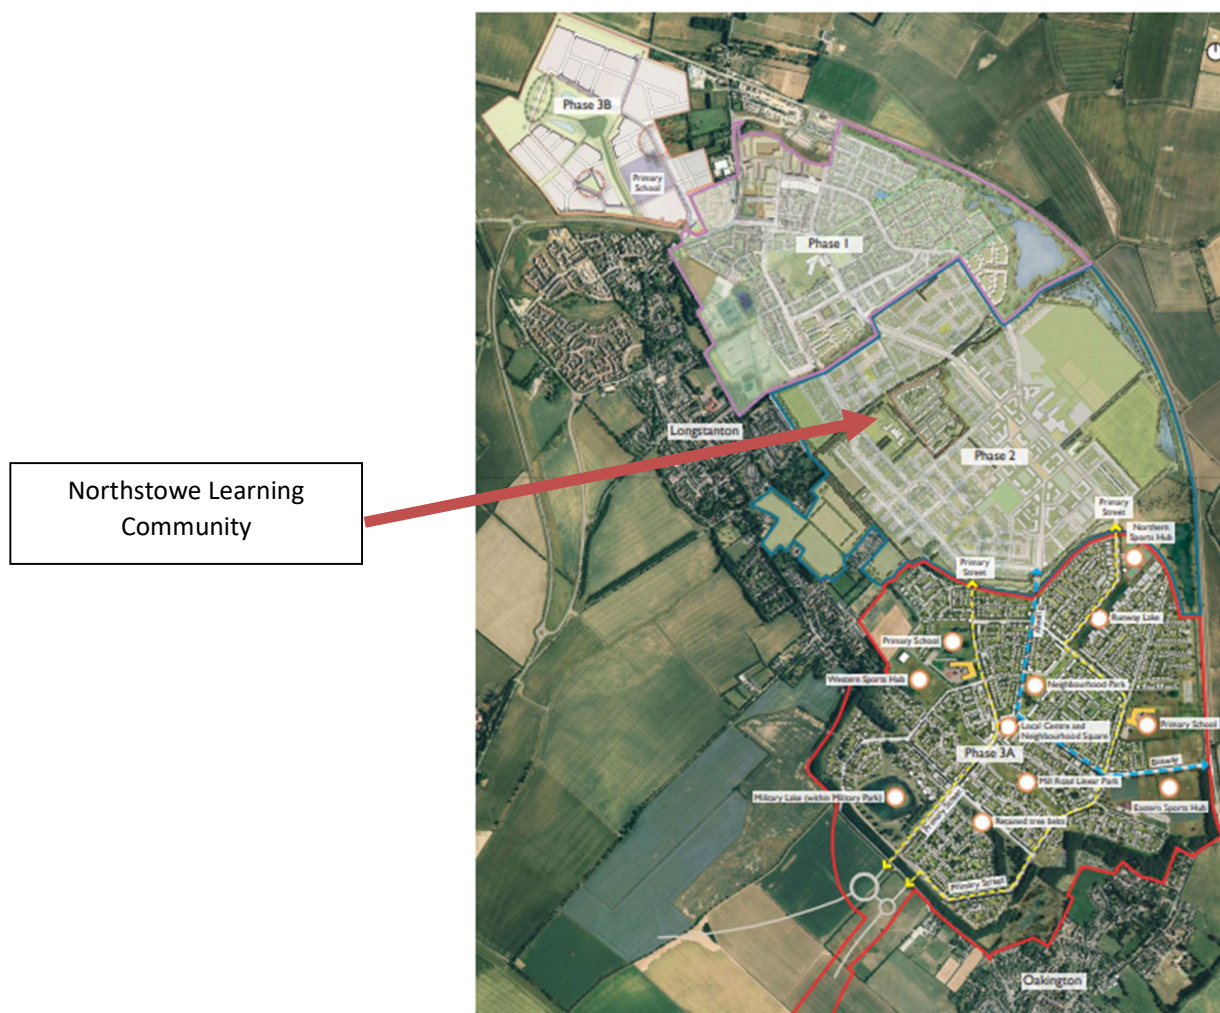 Phase 3B
Primary
School
Phase 1
Longstanton
Northstowe Learning
Community
Phase 2
Primary
Street
Northern
Sports Hub
Primary
Street
Busway
Runway Lake
Primary School
Western Sports Hub
Neighbourhood Park
Local Centre and
Neighbourhood Square
Primary School
Phase 3A
Busway
Mill Road Linear Park
Military Lake (within Military Park)
Primary Street
Eastern Sports Hub
Retained tree belts
Primary Street
Oakington